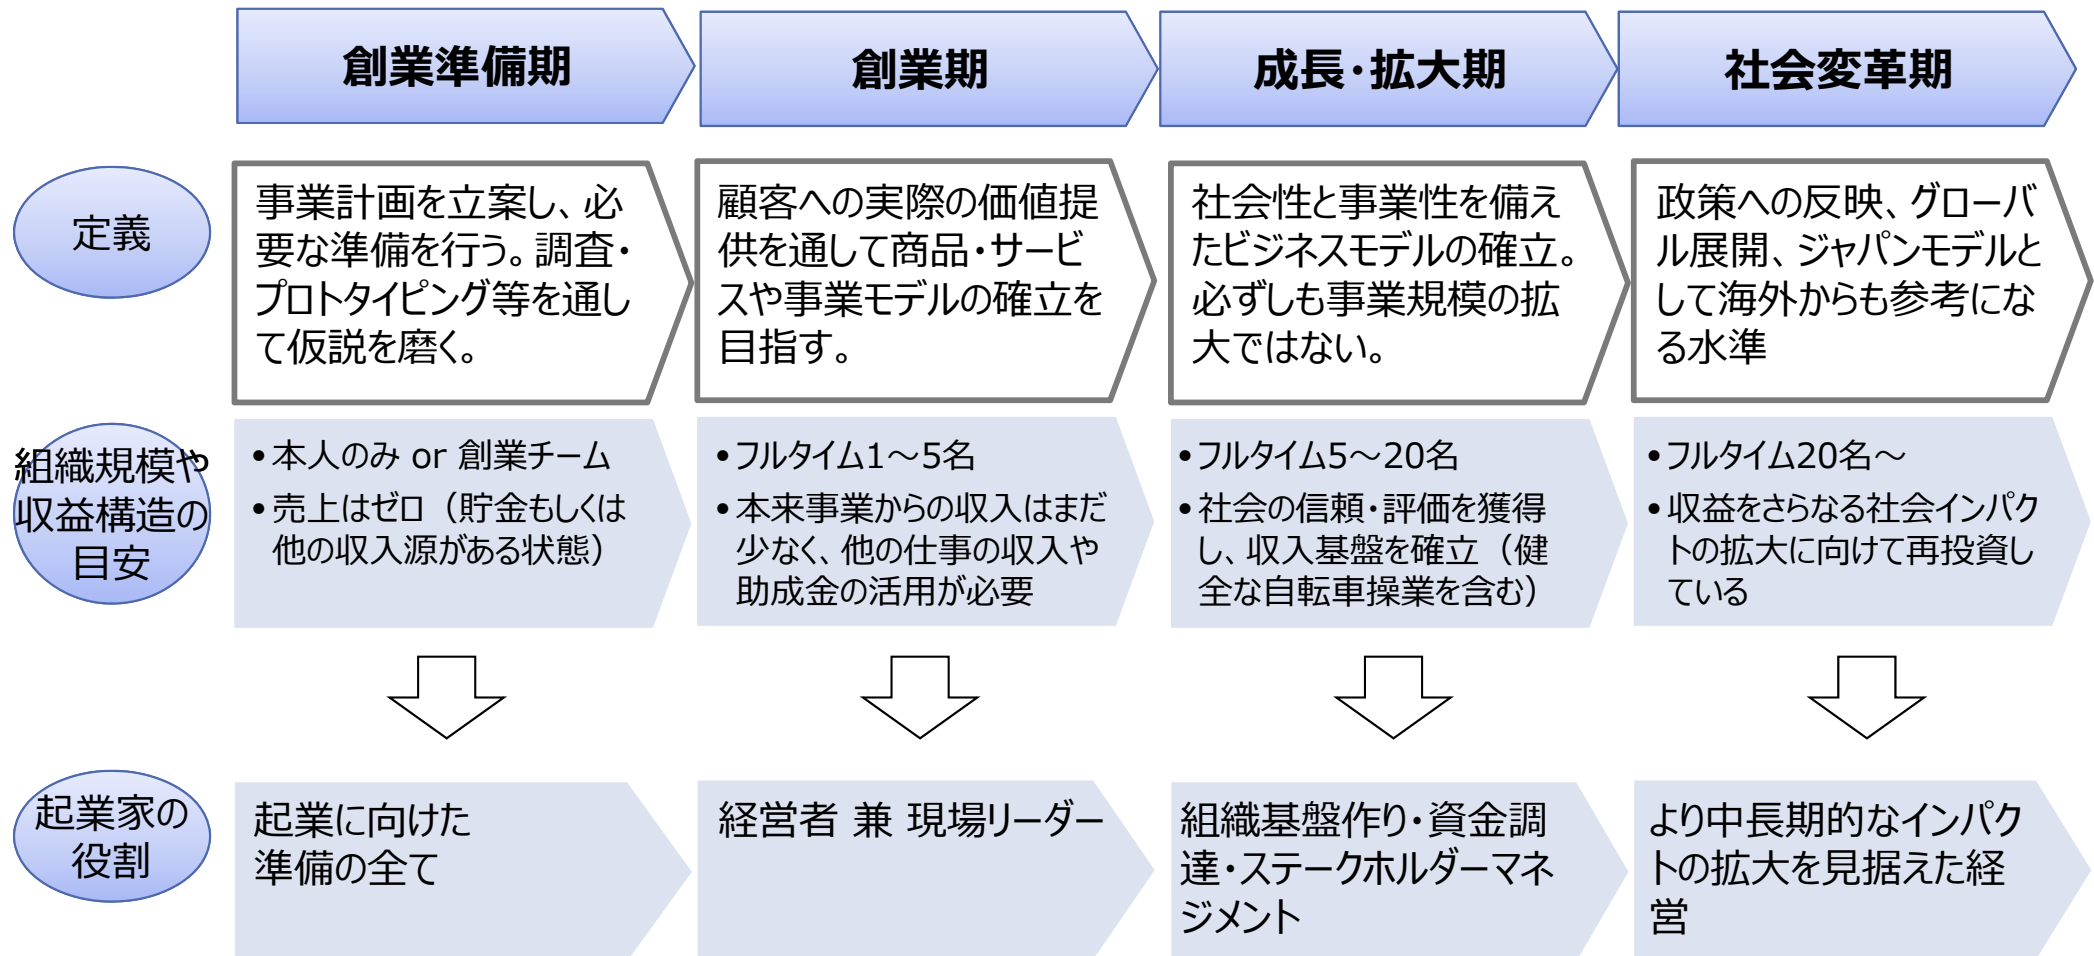 創業準備期
創業期
成長・拡大期
社会変革期
定義
事業計画を立案し、必
要な準備を行う。調査・
プロトタイピング等を通し
て仮説を磨く。
顧客への実際の価値提
供を通して商品・サービ
スや事業モデルの確立を
目指す。
社会性と事業性を備え
たビジネスモデルの確立。
必ずしも事業規模の拡
大ではない。
政策への反映、グローバ
ル展開、ジャパンモデルと
して海外からも参考にな
る水準
組織規模や
収益構造の
目安
•本人のみ or 創業チーム
•売上はゼロ（貯金もしくは
他の収入源がある状態）
•フルタイム1～5名
•本来事業からの収入はまだ
少なく、他の仕事の収入や
助成金の活用が必要
•フルタイム5～20名
•社会の信頼・評価を獲得
し、収入基盤を確立（健
全な自転車操業を含む）
•フルタイム20名～
•収益をさらなる社会インパク
トの拡大に向けて再投資し
ている
起業家の
役割
起業に向けた
準備の全て
経営者 兼 現場リーダー
組織基盤作り・資金調
達・ステークホルダーマネ
ジメント
より中長期的なインパク
トの拡大を見据えた経
営